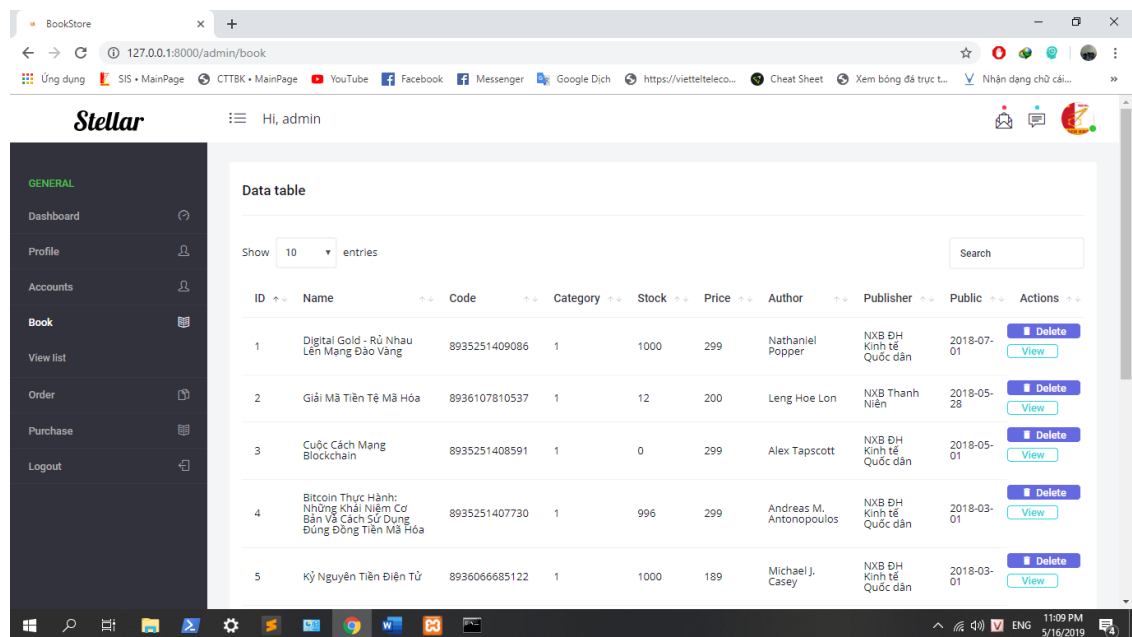 BookStore
127.0.0.1:8000/admin/book
Ứng dụng SIS • MainPage CTTBK • MainPage YouTube Facebook Messenger Google Dịch https://viettelteleco... Cheat Sheet Xem bóng đá trực t... Nhận dạng chữ cái... »
Stellar Hi, admin
GENERAL
Dashboard
Profile
Accounts
Book
View list
Order
Purchase
Logout
Data table
Show 10 entries Search
ID Name Code Category Stock Price Author Publisher Public Actions
1 Digital Gold - Rủ Nhau
Lên Mạng Đào Vàng 8935251409086 1 1000 299 Nathaniel
Popper NXB ĐH
Kinh tế
Quốc dân 2018-07-
01 Delete
View
2 Giải Mã Tiền Tệ Mã Hóa 8936107810537 1 12 200 Leng Hoe Lon NXB Thanh
Niên 2018-05-
28 Delete
View
3 Cuộc Cách Mạng
Blockchain 8935251408591 1 0 299 Alex Tapscott NXB ĐH
Kinh tế
Quốc dân 2018-05-
01 Delete
View
4 Bitcoin Thực Hành:
Những Khái Niệm Cơ
Bản Và Cách Sử Dụng
Đúng Đồng Tiền Mã Hóa 8935251407730 1 996 299 Andreas M.
Antonopoulos NXB ĐH
Kinh tế
Quốc dân 2018-03-
01 Delete
View
5 Kỷ Nguyên Tiền Điện Tử 8936066685122 1 1000 189 Michael J.
Casey NXB ĐH
Kinh tế
Quốc dân 2018-03-
01 Delete
View
V ENG 11:09 PM
5/16/2019 4